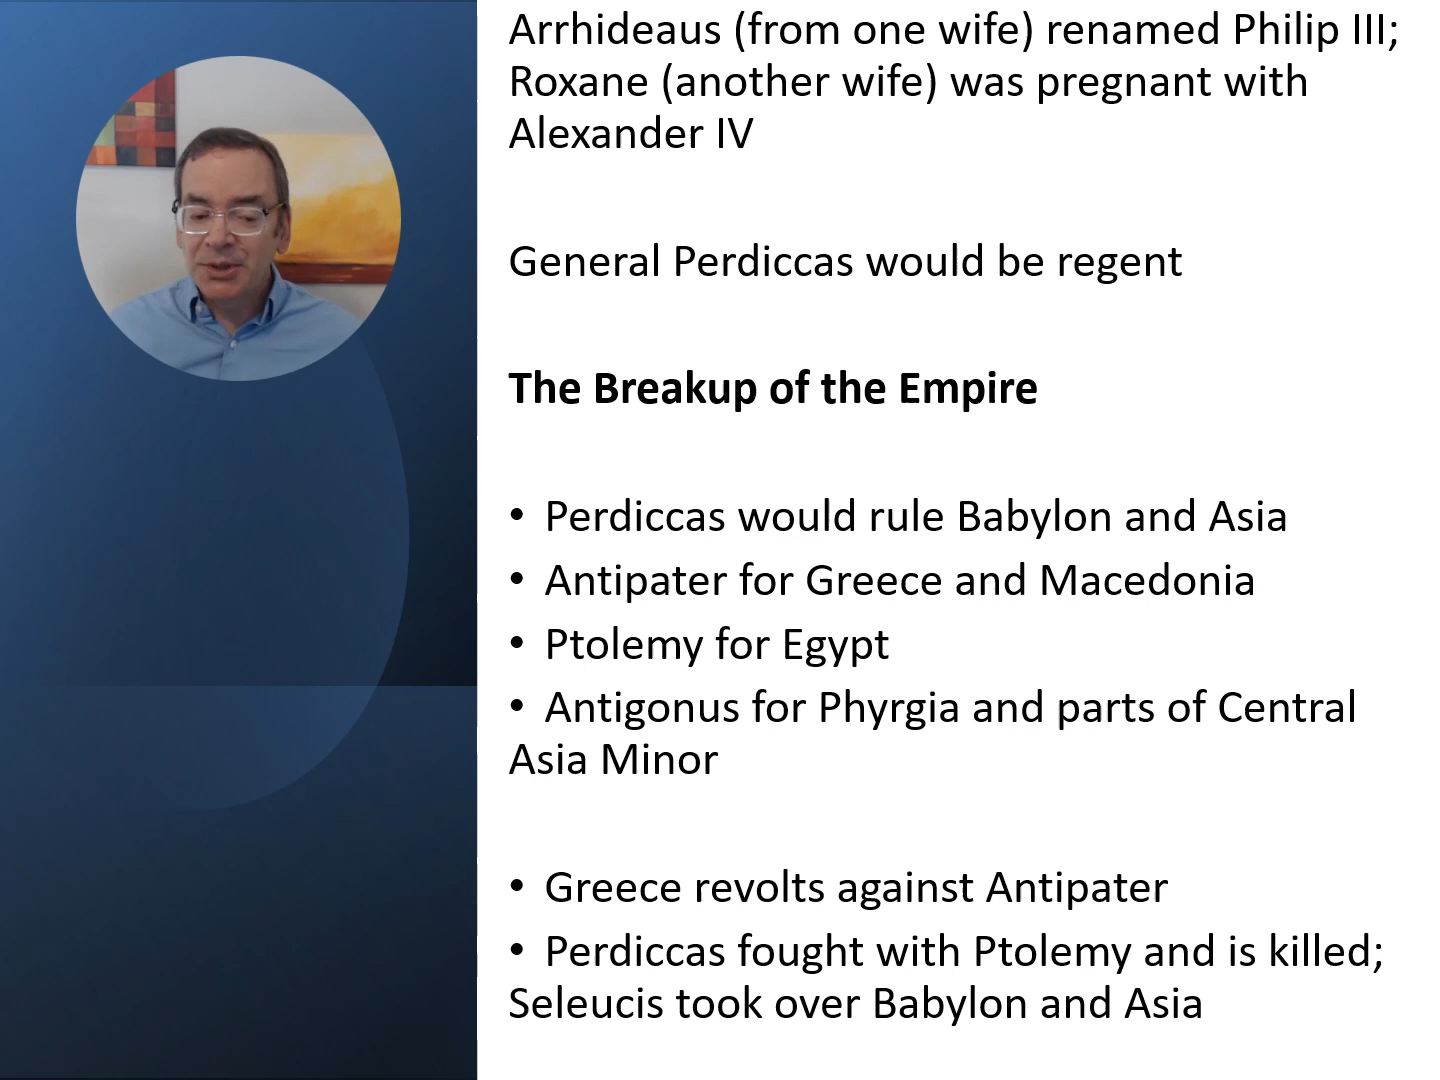 Arrhideaus (from one wife) renamed Philip III;
Roxane (another wife) was pregnant with
Alexander IV
General Perdiccas would be regent
The Breakup of the Empire
• Perdiccas would rule Babylon and Asia
• Antipater for Greece and Macedonia
• Ptolemy for Egypt
• Antigonus for Phyrgia and parts of Central
Asia Minor
• Greece revolts against Antipater
• Perdiccas fought with Ptolemy and is killed;
Seleucis took over Babylon and Asia